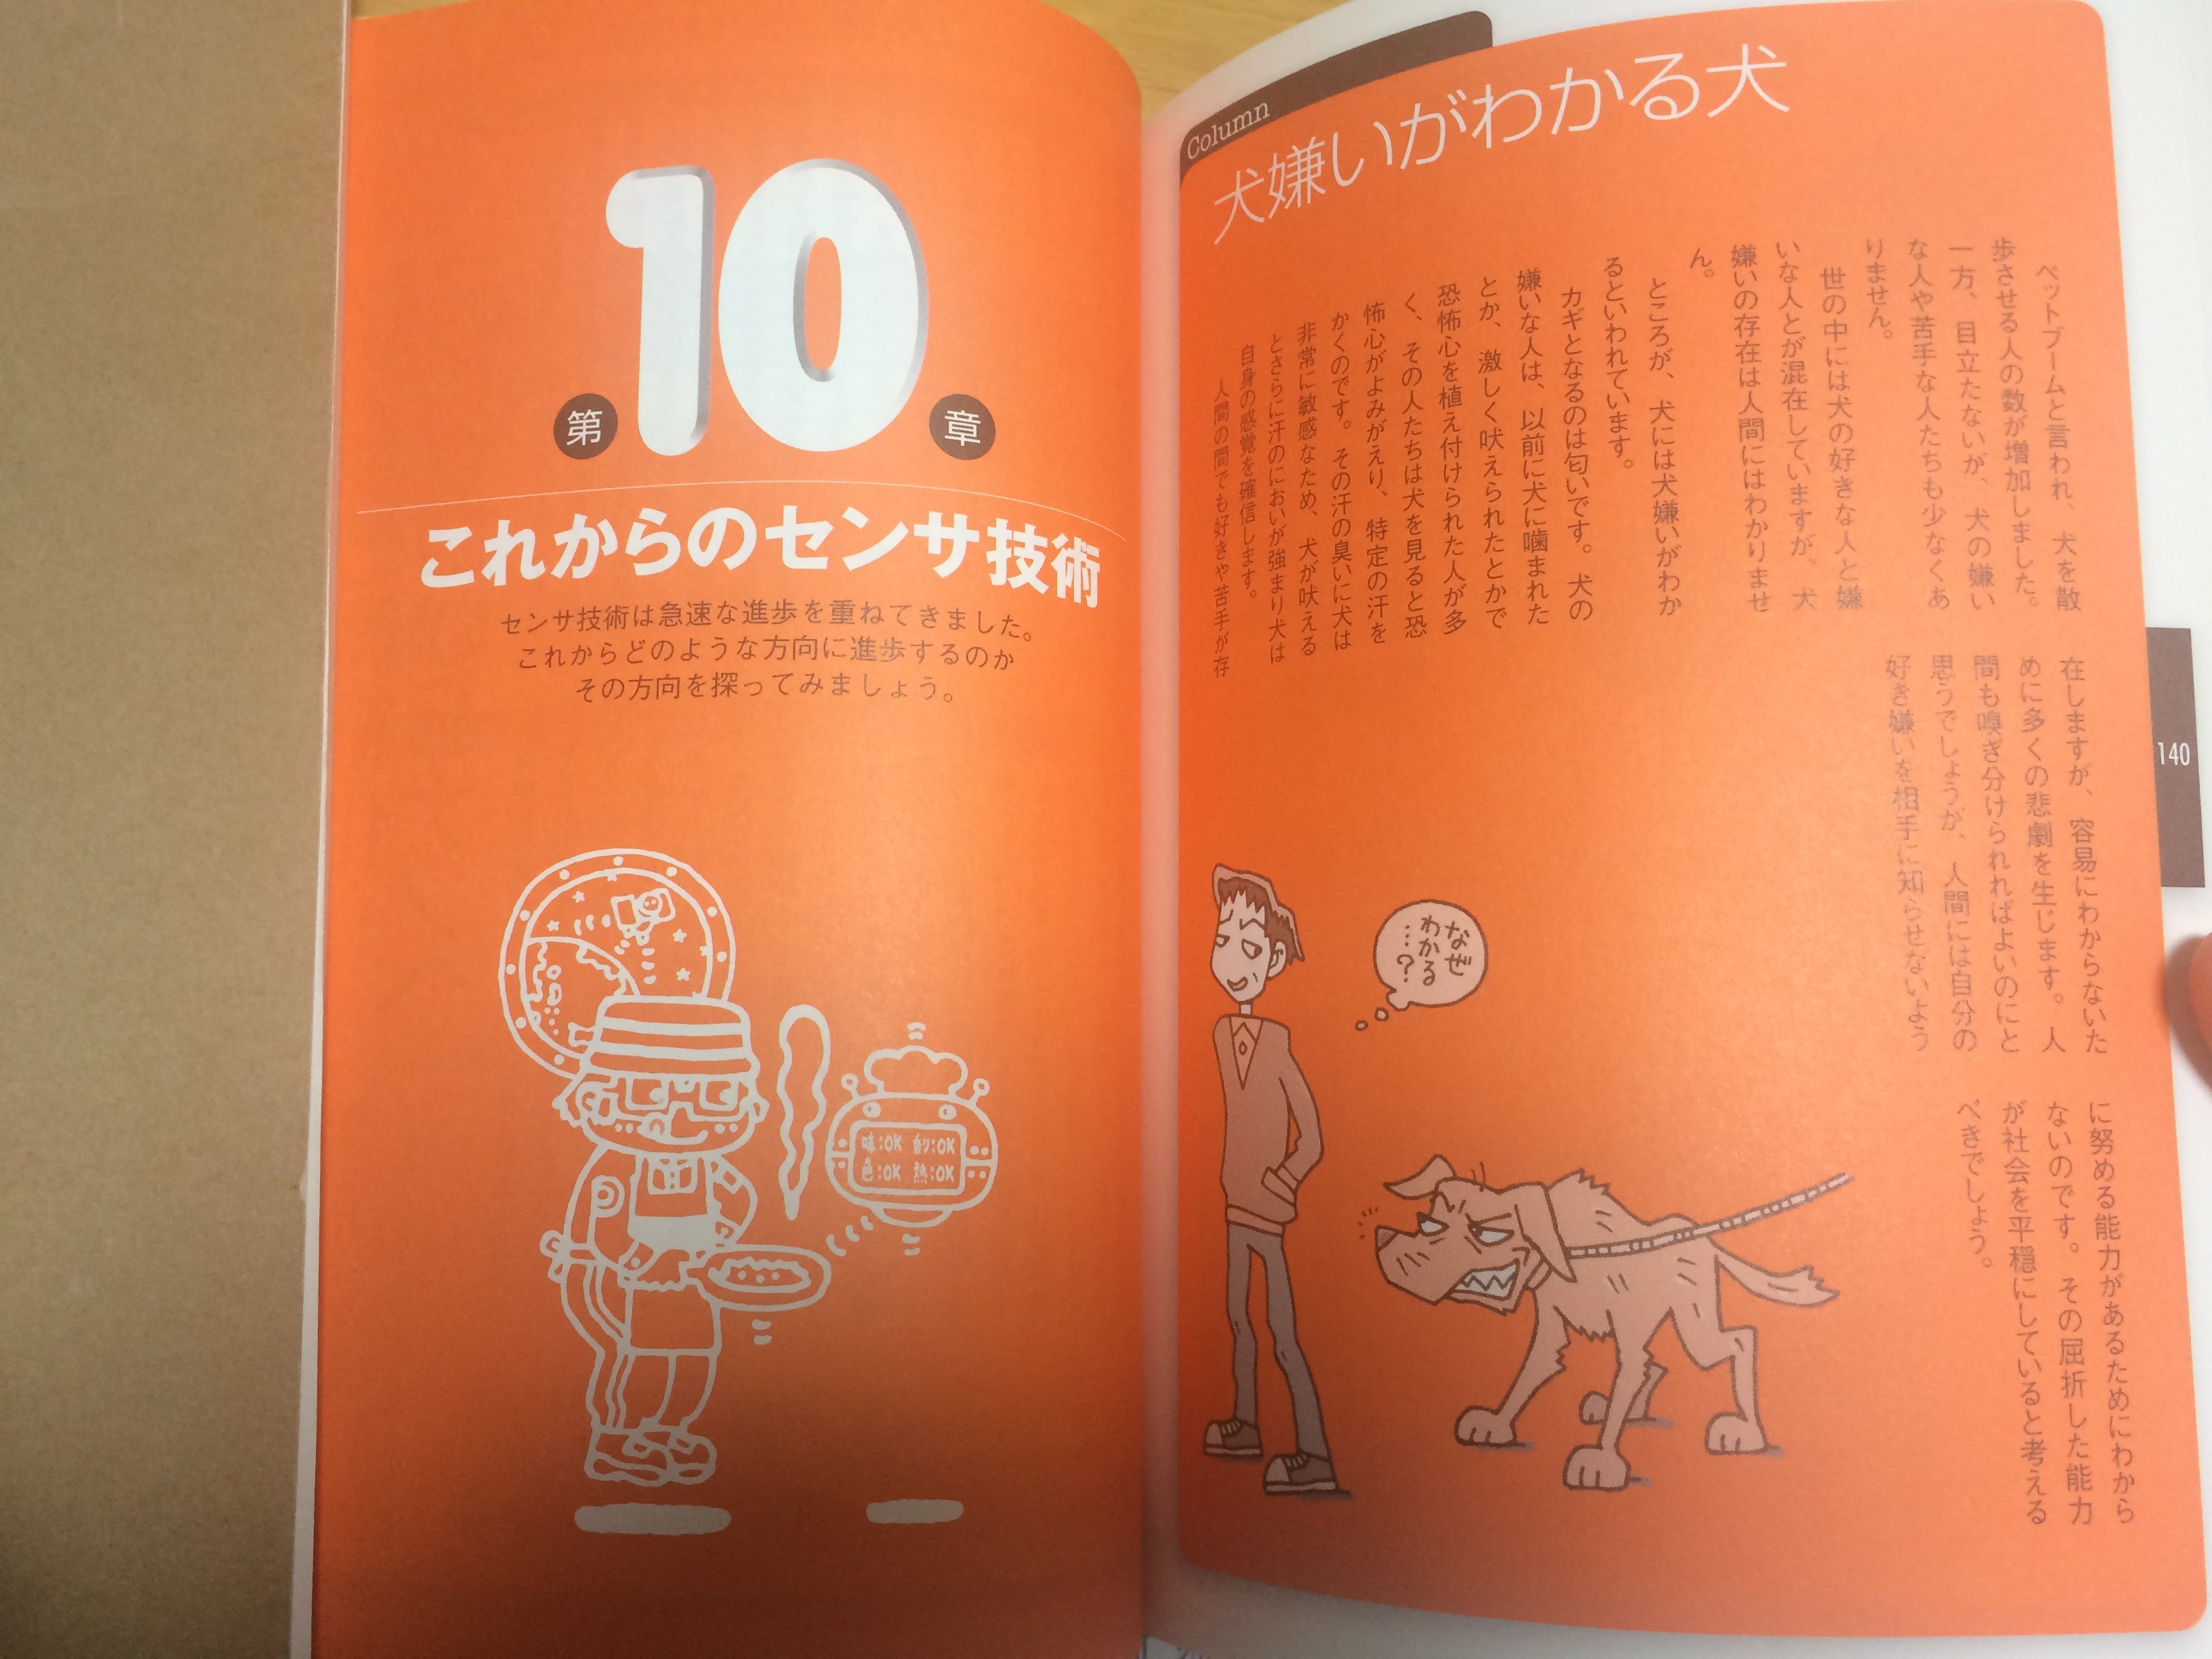 Column
犬嫌いがわかる犬
ペットブームと言われ、犬を散
歩させる人の数が増加しました。
一方、目立たないが、犬の嫌い
な人や苦手な人たちも少なくあ
りません。
世の中には犬の好きな人と嫌
いな人とが混在していますが、犬
嫌いの存在は人間にはわかりませ
ん。
ところが、犬には犬嫌いがわか
るといわれています。
カギとなるのは匂いです。犬の
嫌いな人は、以前に犬に噛まれた
とか、激しく吠えられたとかで
恐怖心を植え付けられた人が多
く、その人たちは犬を見ると恐
怖心がよみがえり、特定の汗を
かくのです。その汗の臭いに犬は
非常に敏感なため、犬が吠える
とさらに汗のにおいが強まり犬は
自身の感覚を確信します。
人間の間でも好きや苦手が存
在しますが、容易にわからないた
めに多くの悲劇を生じます。人
間も嗅ぎ分けられればよいのにと
思うでしょうが、人間には自分の
好き嫌いを相手に知らせないよう
に努める能力があるためにわから
ないのです。その屈折した能力
が社会を平穏にしていると考える
べきでしょう。
なぜ
わかる
…?
140
第10章
これからのセンサ技術
センサ技術は急速な進歩を重ねてきました。
これからどのような方向に進歩するのか
その方向を探ってみましょう。
味:OK 香り:OK
色:OK 熱:OK